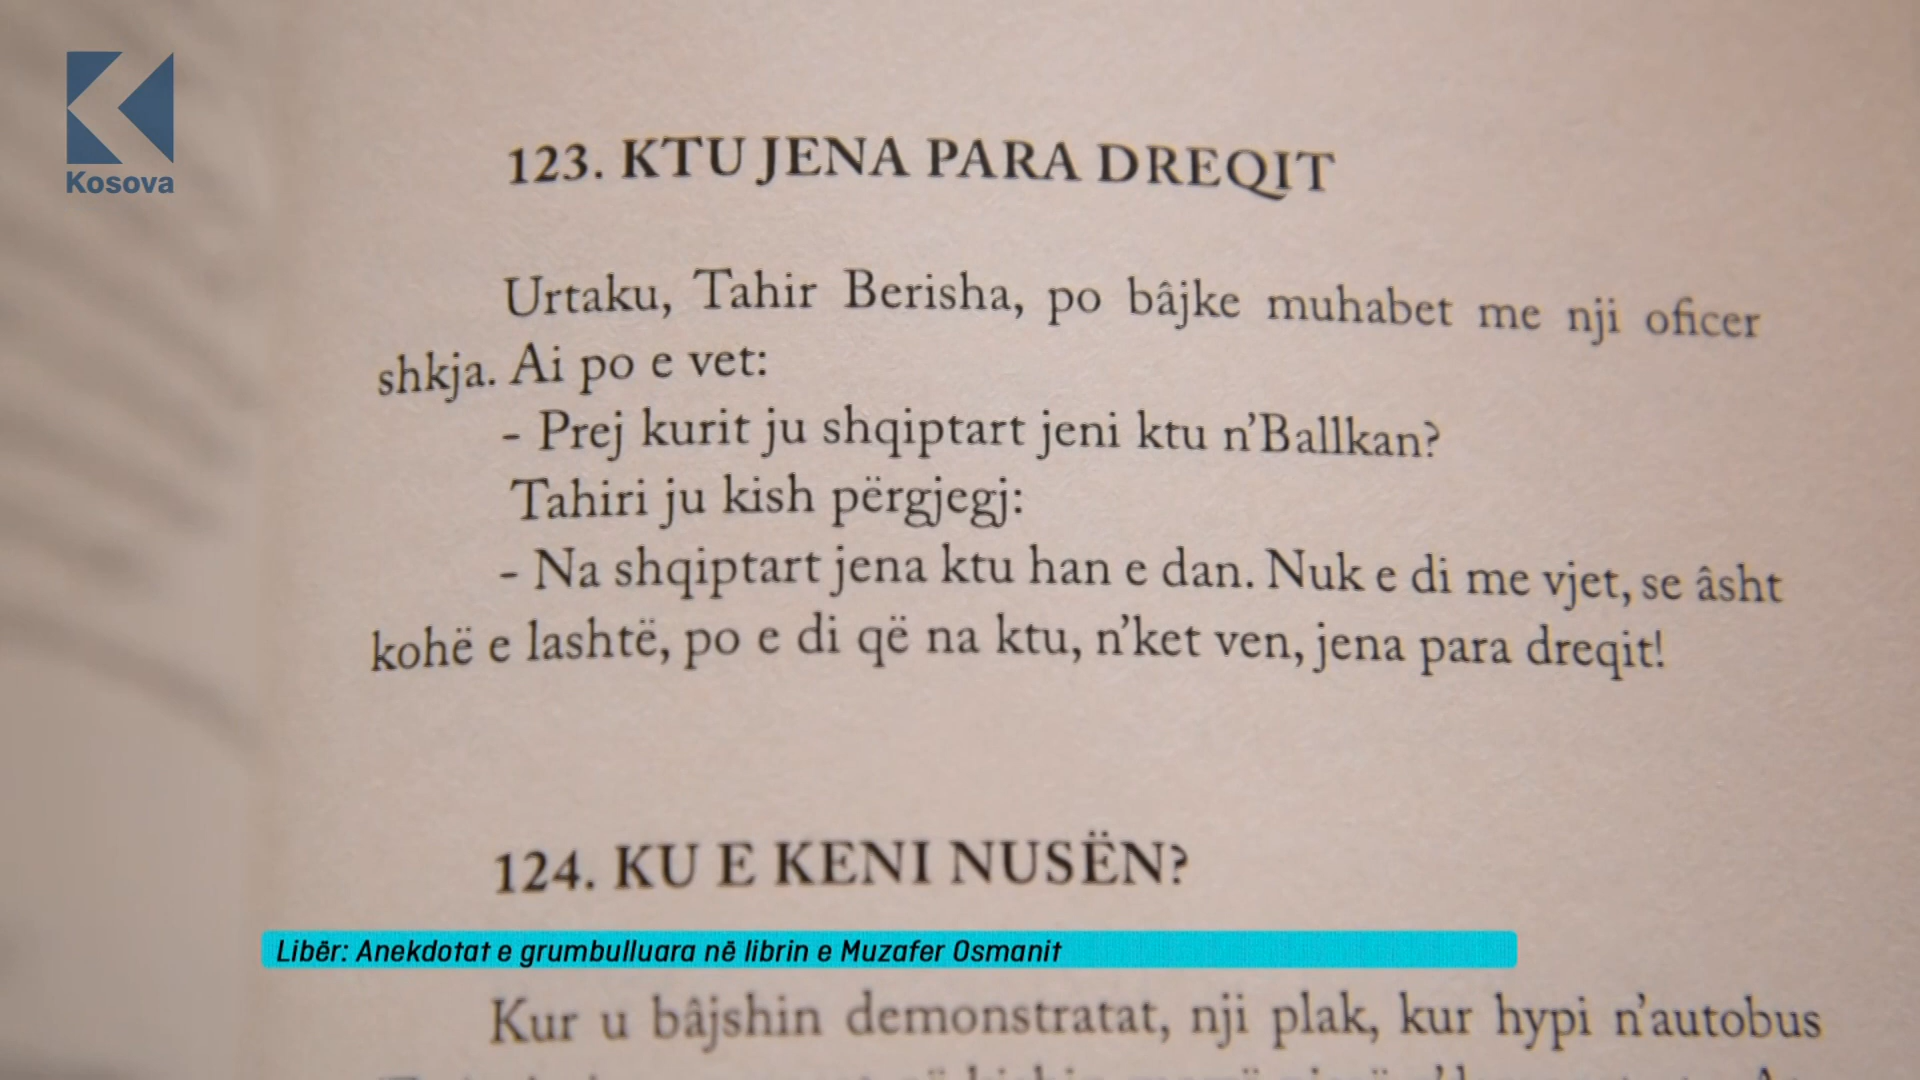 Kosova
123. KTU JENA PARA DREQIT
Urtaku, Tahir Berisha, po bâjke muhabet me nji oficer
shkja. Ai po e vet:
- Prej kurit ju shqiptart jeni ktu n'Ballkan?
Tahiri ju kish përgjegj:
- Na shqiptart jena ktu han e dan. Nuk e di me vjet, se âsht
kohë e lashtë, po e di që na ktu, n'ket ven, jena para dreqit!
124. KU E KENI NUSËN?
Libër: Anekdotat e grumbulluara në librin e Muzafer Osmanit
Kur u bâjshin demonstratat, nji plak, kur hypi n'autobus